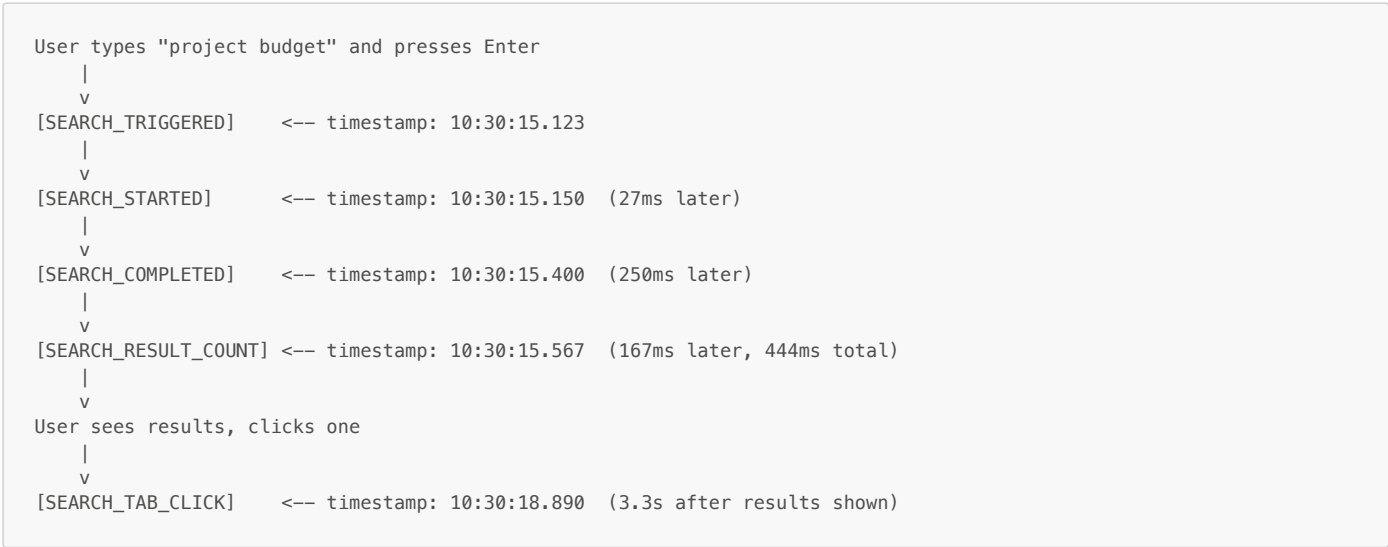 User types "project budget" and presses Enter
|
v
[SEARCH_TRIGGERED]    <-- timestamp: 10:30:15.123
|
v
[SEARCH_STARTED]      <-- timestamp: 10:30:15.150  (27ms later)
|
v
[SEARCH_COMPLETED]    <-- timestamp: 10:30:15.400  (250ms later)
|
v
[SEARCH_RESULT_COUNT] <-- timestamp: 10:30:15.567  (167ms later, 444ms total)
|
v
User sees results, clicks one
|
v
[SEARCH_TAB_CLICK]    <-- timestamp: 10:30:18.890  (3.3s after results shown)